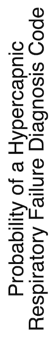 Probability of a Hypercapnic
Respiratory Failure Diagnosis Code